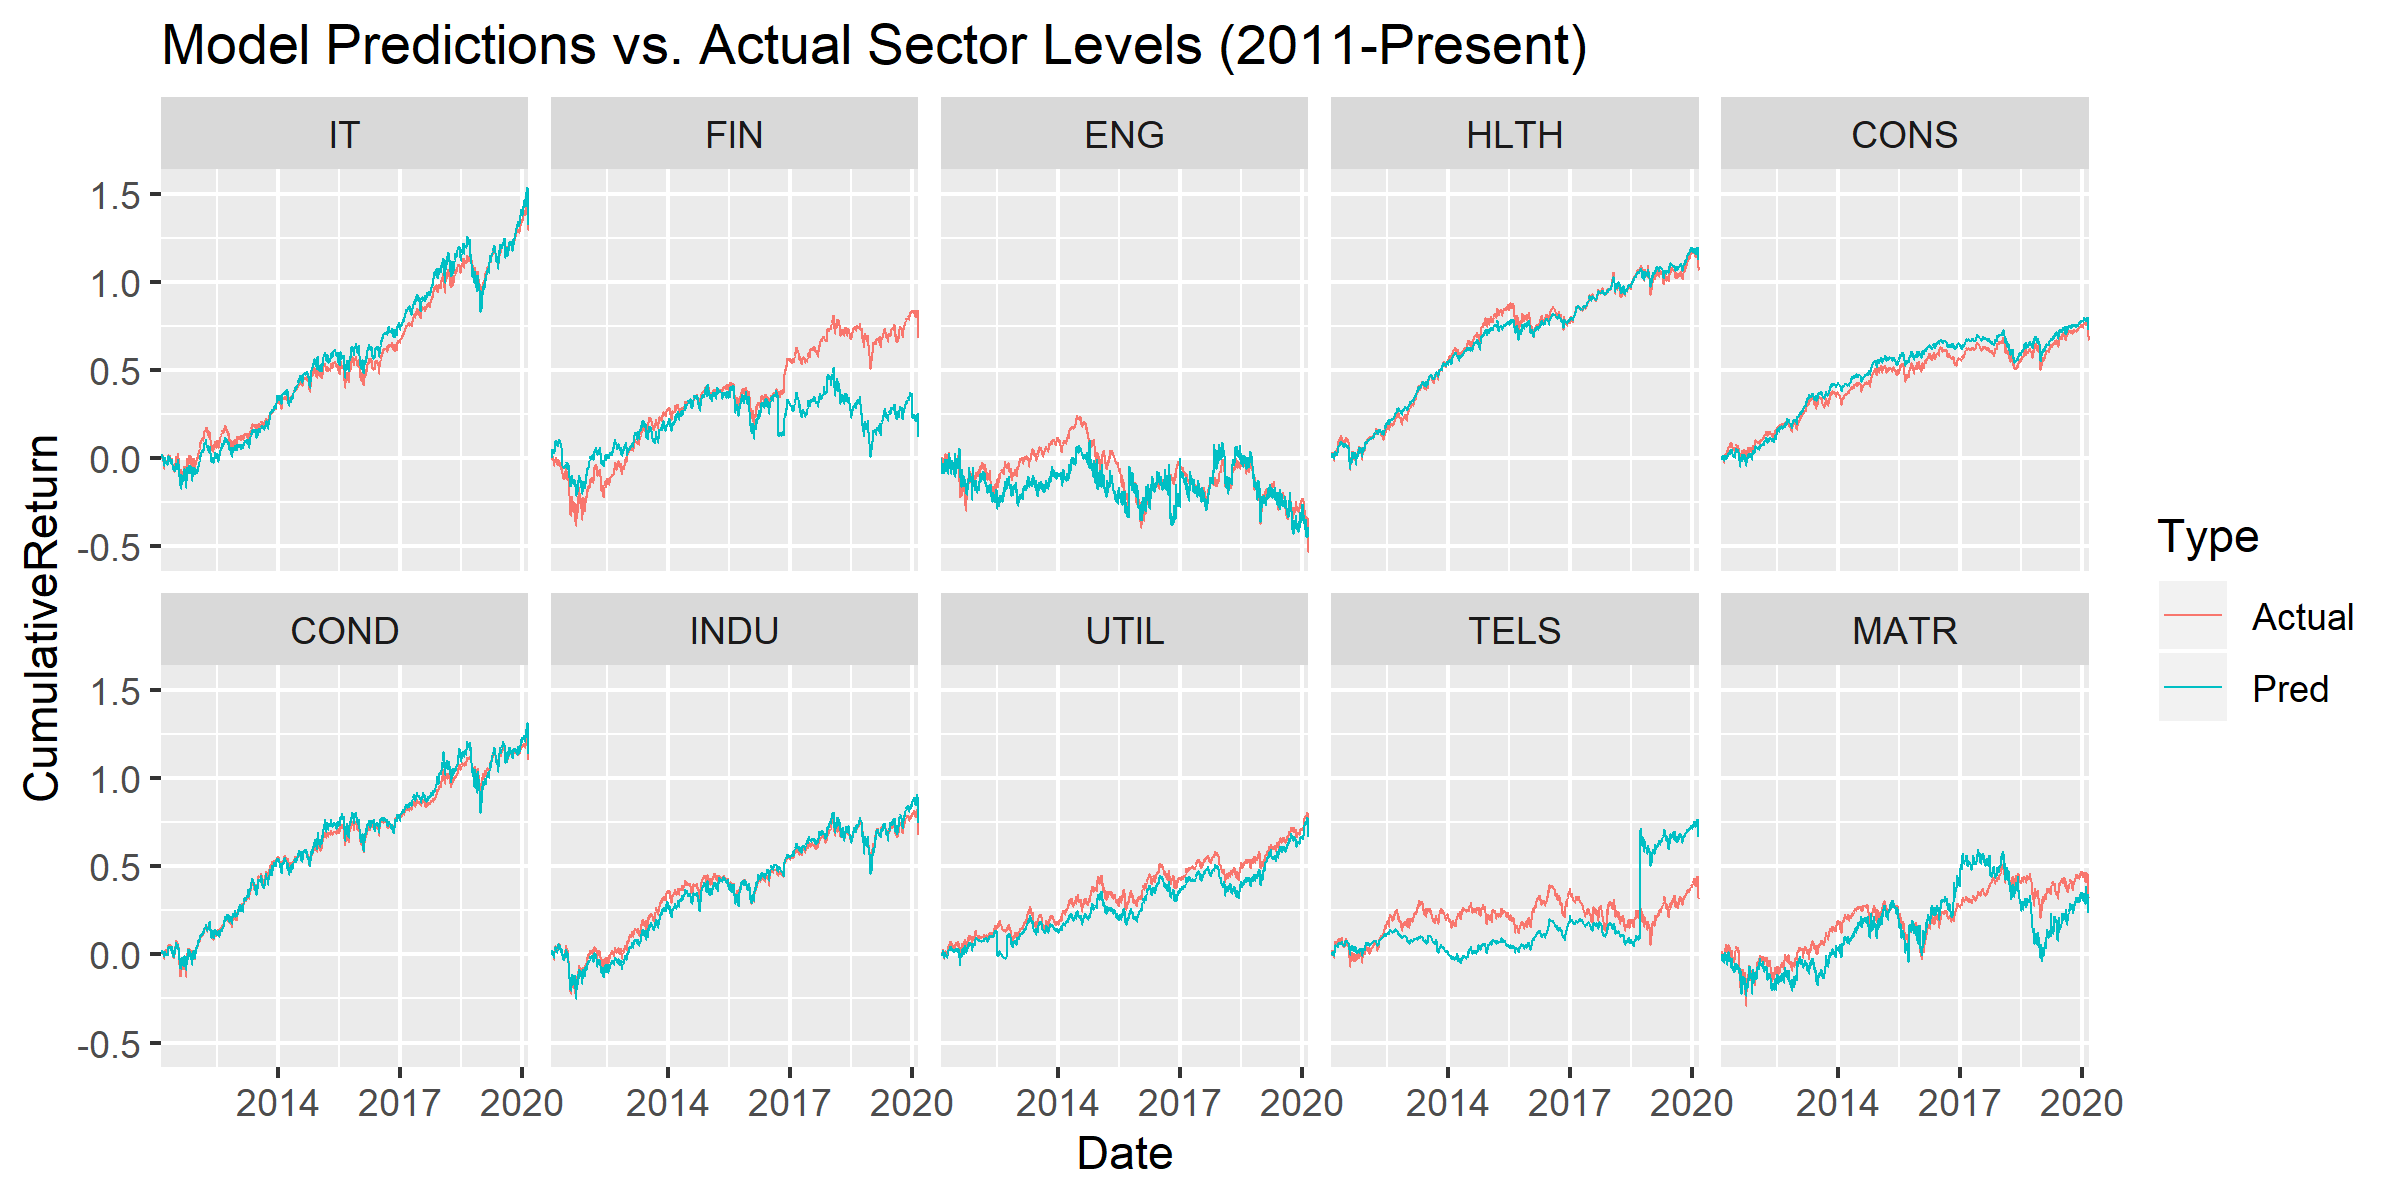 Model Predictions vs. Actual Sector Levels (2011-Present)
IT FIN ENG HLTH CONS
1.5
1.0
0.5
0.0
-0.5
COND INDU UTIL TELS MATR
1.5
1.0
0.5
0.0
-0.5
2014 2017 2020 2014 2017 2020 2014 2017 2020 2014 2017 2020 2014 2017 2020
Date
CumulativeReturn
Type
Actual
Pred